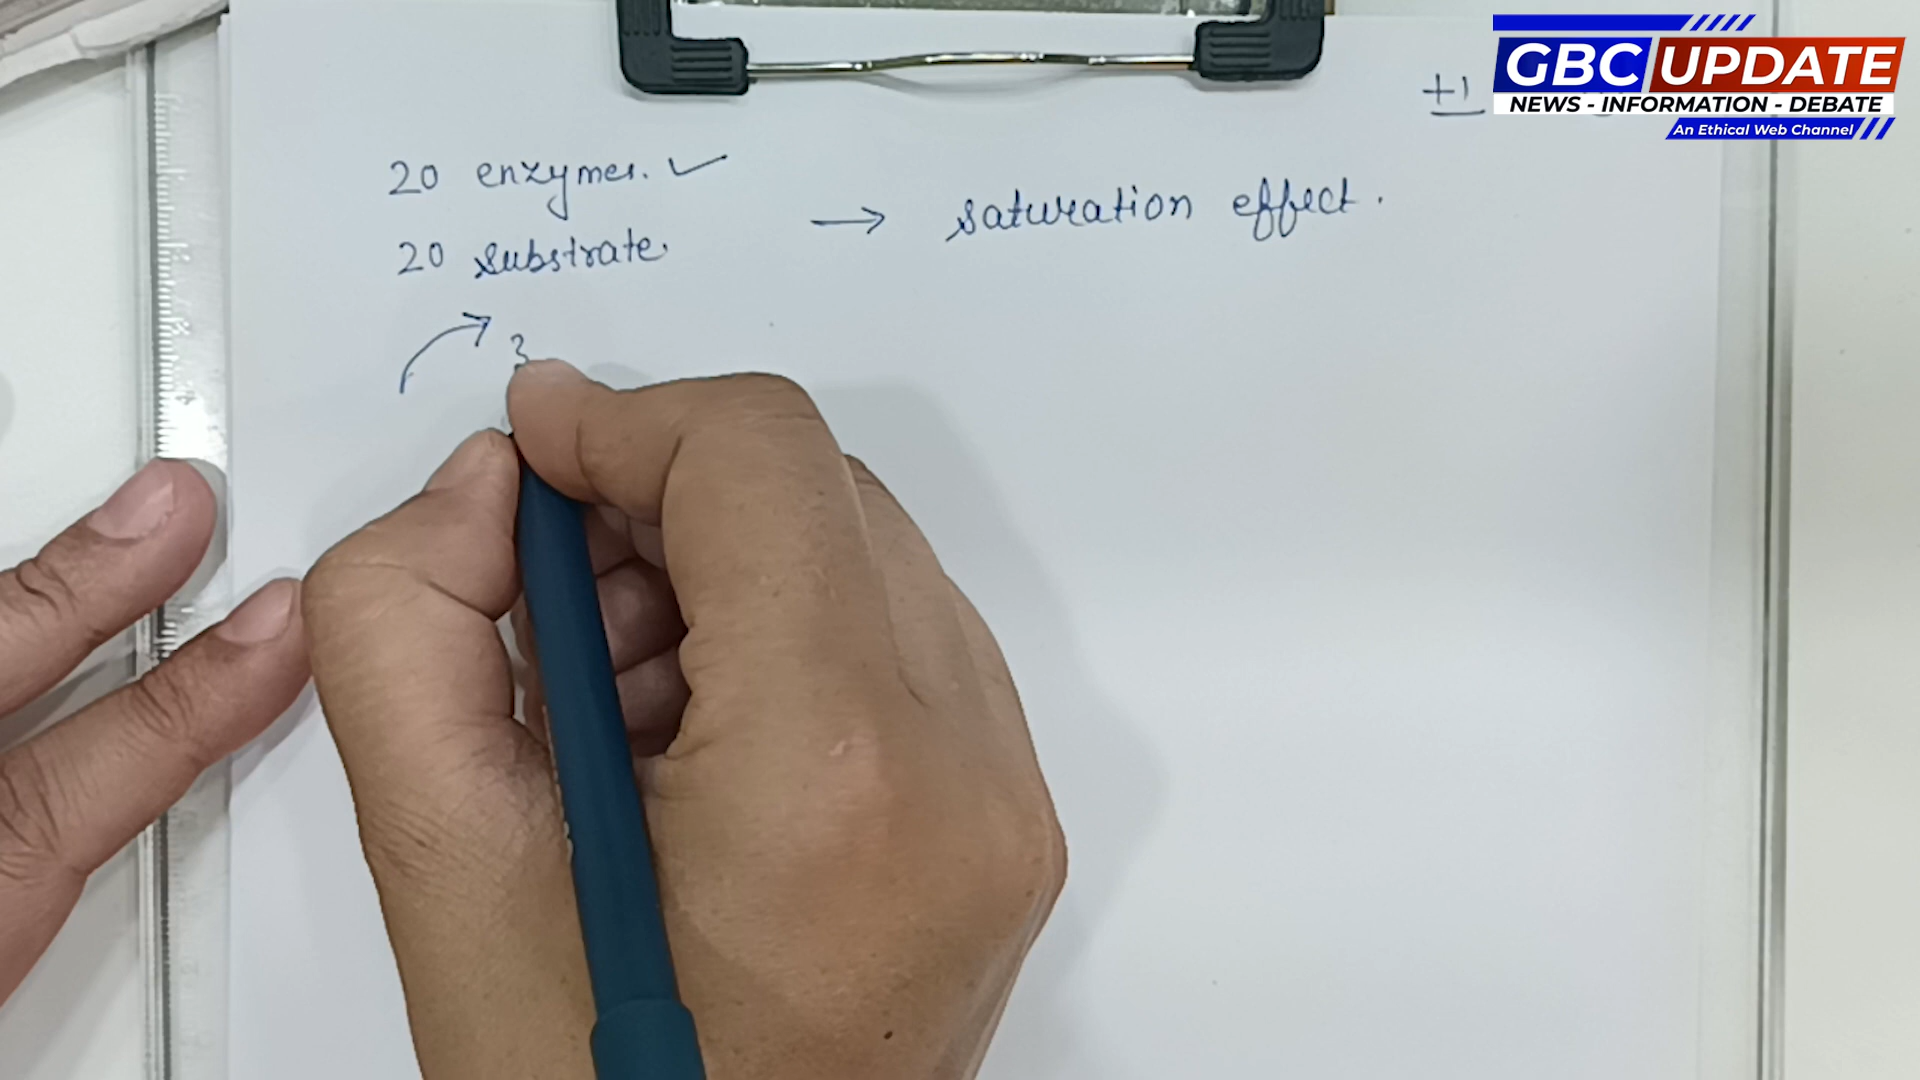 GBC UPDATE
NEWS - INFORMATION - DEBATE
An Ethical Web Channel
+1
20 enzymes. → saturation effect.
20 substrate
3